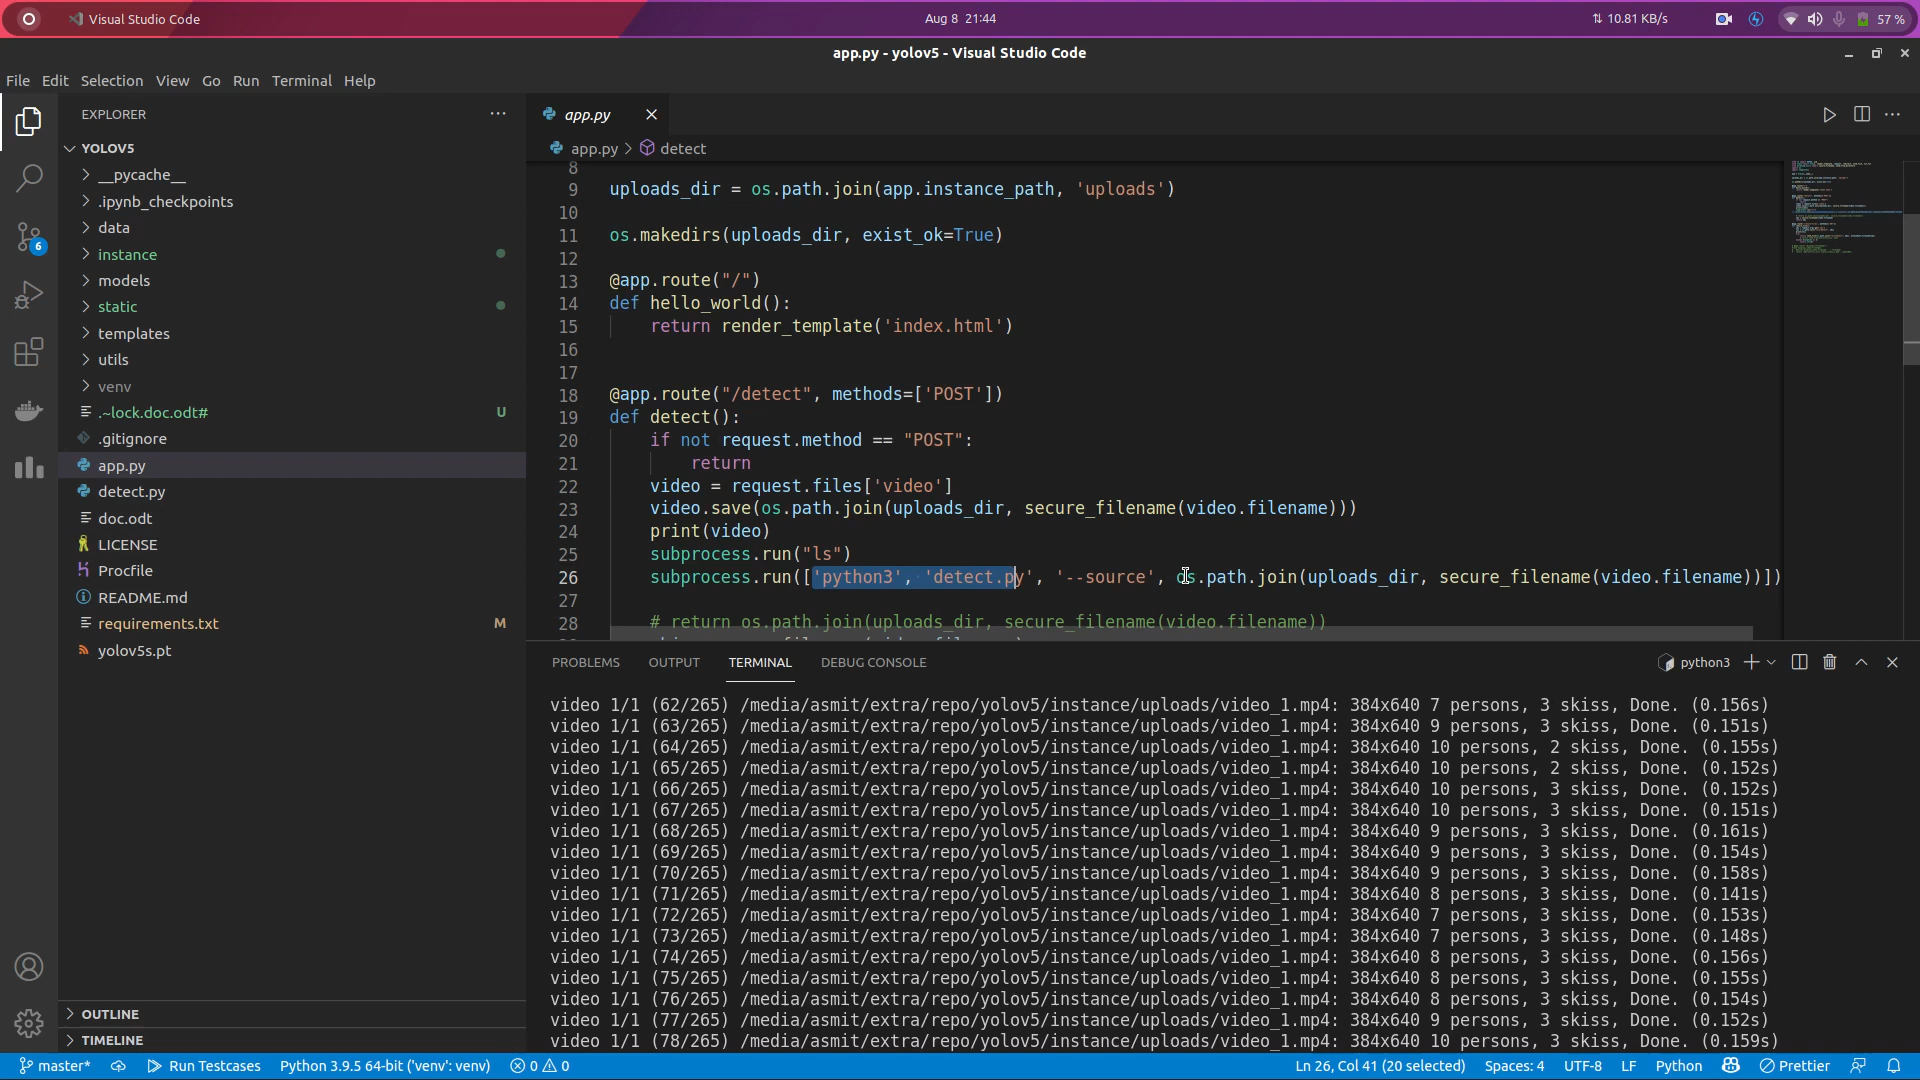 Visual Studio Code
Aug 8 21:44
10.81 KB/s
57 %
app.py - yolov5 - Visual Studio Code
File Edit Selection View Go Run Terminal Help
EXPLORER
YOLOV5
__pycache__
.ipynb_checkpoints
data
instance
models
static
templates
utils
venv
.~lock.doc.odt# U
.gitignore
app.py
detect.py
doc.odt
LICENSE
Procfile
README.md
requirements.txt M
yolov5s.pt
OUTLINE
TIMELINE
6
app.py
app.py > detect
8
9 uploads_dir = os.path.join(app.instance_path, 'uploads')
10
11 os.makedirs(uploads_dir, exist_ok=True)
12
13 @app.route("/")
14 def hello_world():
15 return render_template('index.html')
16
17
18 @app.route("/detect", methods=['POST'])
19 def detect():
20 if not request.method == "POST":
21 return
22 video = request.files['video']
23 video.save(os.path.join(uploads_dir, secure_filename(video.filename)))
24 print(video)
25 subprocess.run("ls")
26 subprocess.run(['python3', 'detect.py', '--source', os.path.join(uploads_dir, secure_filename(video.filename))])
27
28 # return os.path.join(uploads_dir, secure_filename(video.filename))
PROBLEMS OUTPUT TERMINAL DEBUG CONSOLE
python3
video 1/1 (62/265) /media/asmit/extra/repo/yolov5/instance/uploads/video_1.mp4: 384x640 7 persons, 3 skiss, Done. (0.156s)
video 1/1 (63/265) /media/asmit/extra/repo/yolov5/instance/uploads/video_1.mp4: 384x640 9 persons, 3 skiss, Done. (0.151s)
video 1/1 (64/265) /media/asmit/extra/repo/yolov5/instance/uploads/video_1.mp4: 384x640 10 persons, 2 skiss, Done. (0.155s)
video 1/1 (65/265) /media/asmit/extra/repo/yolov5/instance/uploads/video_1.mp4: 384x640 10 persons, 2 skiss, Done. (0.152s)
video 1/1 (66/265) /media/asmit/extra/repo/yolov5/instance/uploads/video_1.mp4: 384x640 10 persons, 3 skiss, Done. (0.152s)
video 1/1 (67/265) /media/asmit/extra/repo/yolov5/instance/uploads/video_1.mp4: 384x640 10 persons, 3 skiss, Done. (0.151s)
video 1/1 (68/265) /media/asmit/extra/repo/yolov5/instance/uploads/video_1.mp4: 384x640 9 persons, 3 skiss, Done. (0.161s)
video 1/1 (69/265) /media/asmit/extra/repo/yolov5/instance/uploads/video_1.mp4: 384x640 9 persons, 3 skiss, Done. (0.154s)
video 1/1 (70/265) /media/asmit/extra/repo/yolov5/instance/uploads/video_1.mp4: 384x640 9 persons, 3 skiss, Done. (0.158s)
video 1/1 (71/265) /media/asmit/extra/repo/yolov5/instance/uploads/video_1.mp4: 384x640 8 persons, 3 skiss, Done. (0.141s)
video 1/1 (72/265) /media/asmit/extra/repo/yolov5/instance/uploads/video_1.mp4: 384x640 7 persons, 3 skiss, Done. (0.153s)
video 1/1 (73/265) /media/asmit/extra/repo/yolov5/instance/uploads/video_1.mp4: 384x640 7 persons, 3 skiss, Done. (0.148s)
video 1/1 (74/265) /media/asmit/extra/repo/yolov5/instance/uploads/video_1.mp4: 384x640 8 persons, 3 skiss, Done. (0.156s)
video 1/1 (75/265) /media/asmit/extra/repo/yolov5/instance/uploads/video_1.mp4: 384x640 8 persons, 3 skiss, Done. (0.155s)
video 1/1 (76/265) /media/asmit/extra/repo/yolov5/instance/uploads/video_1.mp4: 384x640 8 persons, 3 skiss, Done. (0.154s)
video 1/1 (77/265) /media/asmit/extra/repo/yolov5/instance/uploads/video_1.mp4: 384x640 9 persons, 3 skiss, Done. (0.152s)
video 1/1 (78/265) /media/asmit/extra/repo/yolov5/instance/uploads/video_1.mp4: 384x640 10 persons, 3 skiss, Done. (0.159s)
master* Run Testcases Python 3.9.5 64-bit ('venv': venv) 0 0 Ln 26, Col 41 (20 selected) Spaces: 4 UTF-8 LF Python Prettier